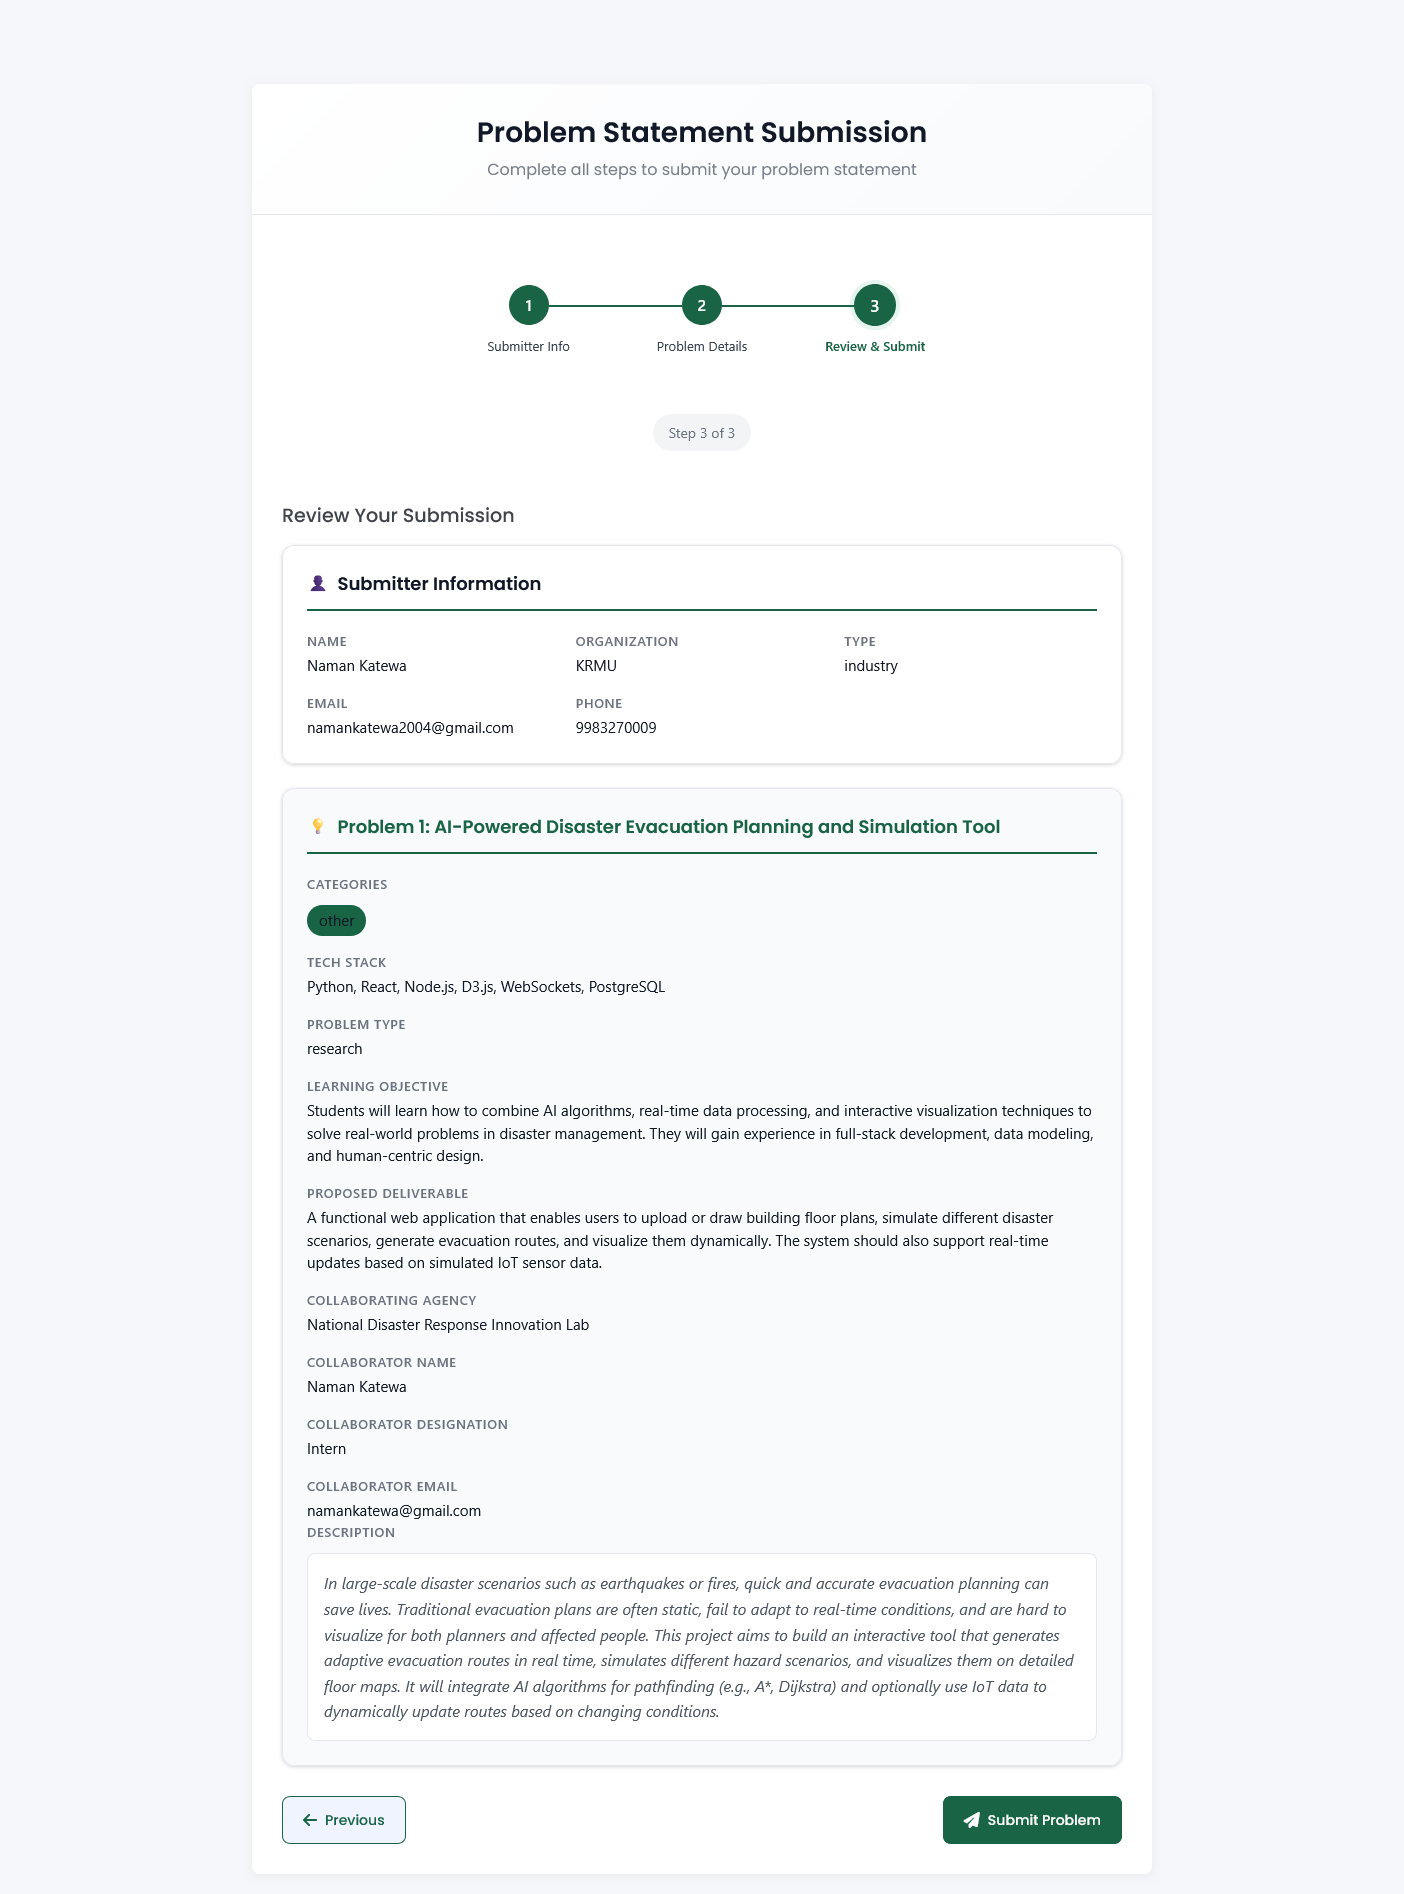 Problem Statement Submission
Complete all steps to submit your problem statement
1
2
3
Submitter Info
Problem Details
Review & Submit
Step 3 of 3
Review Your Submission
Submitter Information
NAME
ORGANIZATION
TYPE
Naman Katewa
KRMU
industry
EMAIL
PHONE
namankatewa2004@gmail.com
9983270009
Problem 1: AI-Powered Disaster Evacuation Planning and Simulation Tool
CATEGORIES
other
TECH STACK
Python, React, Node.js, D3.js, WebSockets, PostgreSQL
PROBLEM TYPE
research
LEARNING OBJECTIVE
Students will learn how to combine AI algorithms, real-time data processing, and interactive visualization techniques to
solve real-world problems in disaster management. They will gain experience in full-stack development, data modeling,
and human-centric design.
PROPOSED DELIVERABLE
A functional web application that enables users to upload or draw building floor plans, simulate different disaster
scenarios, generate evacuation routes, and visualize them dynamically. The system should also support real-time
updates based on simulated IoT sensor data.
COLLABORATING AGENCY
National Disaster Response Innovation Lab
COLLABORATOR NAME
Naman Katewa
COLLABORATOR DESIGNATION
Intern
COLLABORATOR EMAIL
namankatewa@gmail.com
DESCRIPTION
In large-scale disaster scenarios such as earthquakes or fires, quick and accurate evacuation planning can
save lives. Traditional evacuation plans are often static, fail to adapt to real-time conditions, and are hard to
visualize for both planners and affected people. This project aims to build an interactive tool that generates
adaptive evacuation routes in real time, simulates different hazard scenarios, and visualizes them on detailed
floor maps. It will integrate AI algorithms for pathfinding (e.g., A*, Dijkstra) and optionally use IoT data to
dynamically update routes based on changing conditions.
Previous
Submit Problem